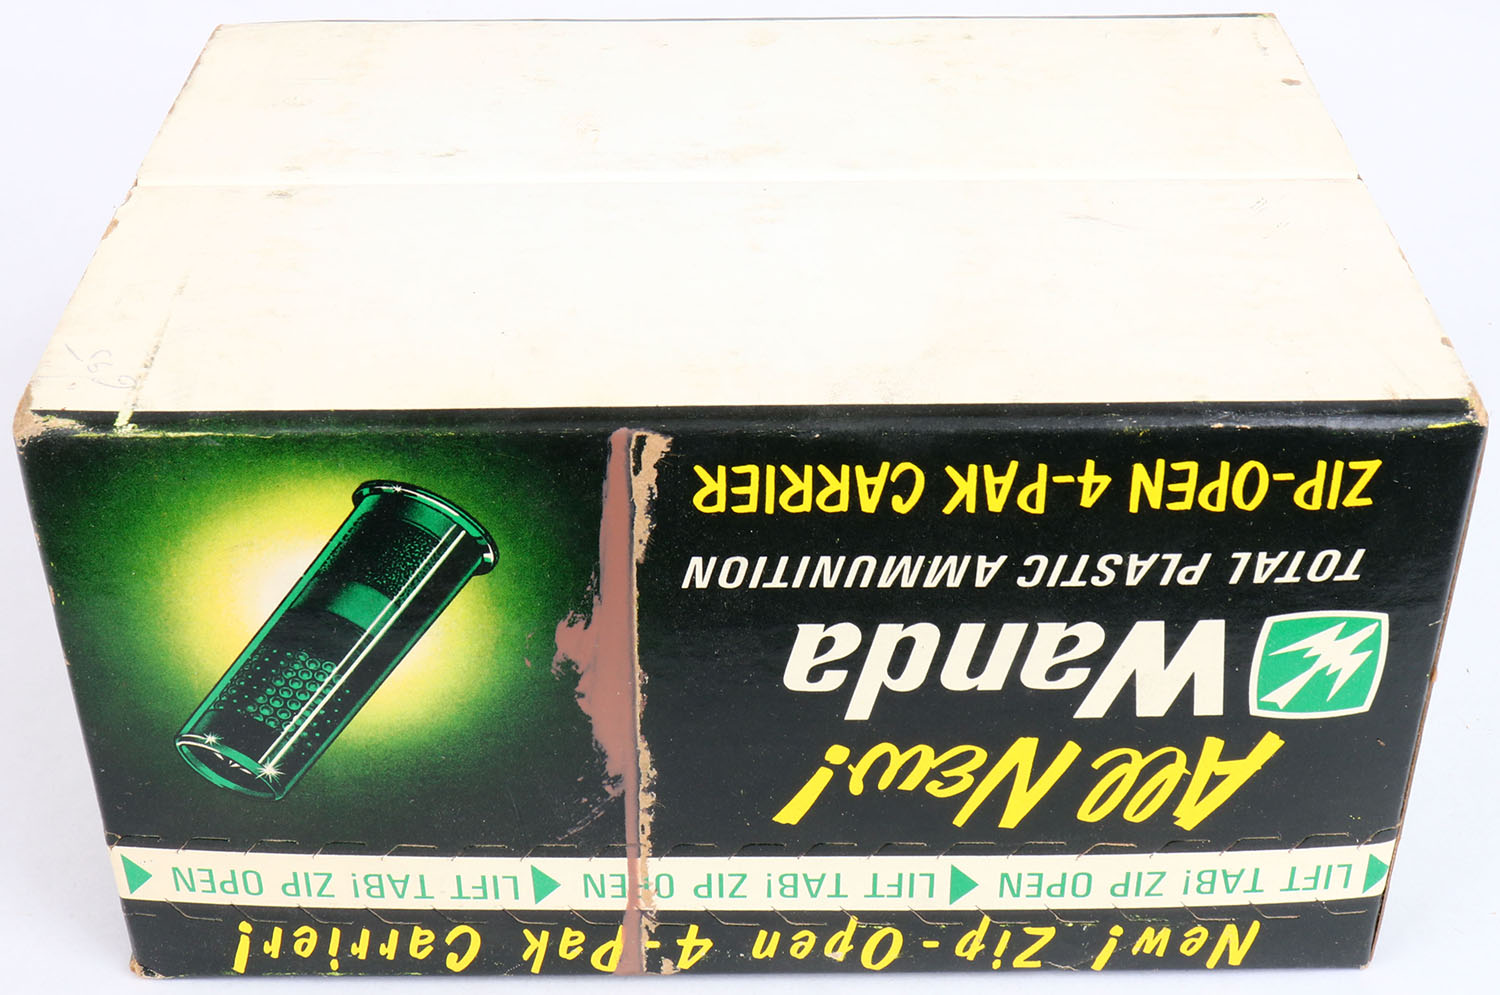 New! Zip-Open 4-Pak Carrier!
LIFT TAB! ZIP OPEN LIFT TAB! ZIP OPEN LIFT TAB! ZIP OPEN
All New!
Wanda
TOTAL PLASTIC AMMUNITION
ZIP-OPEN 4-PAK CARRIER